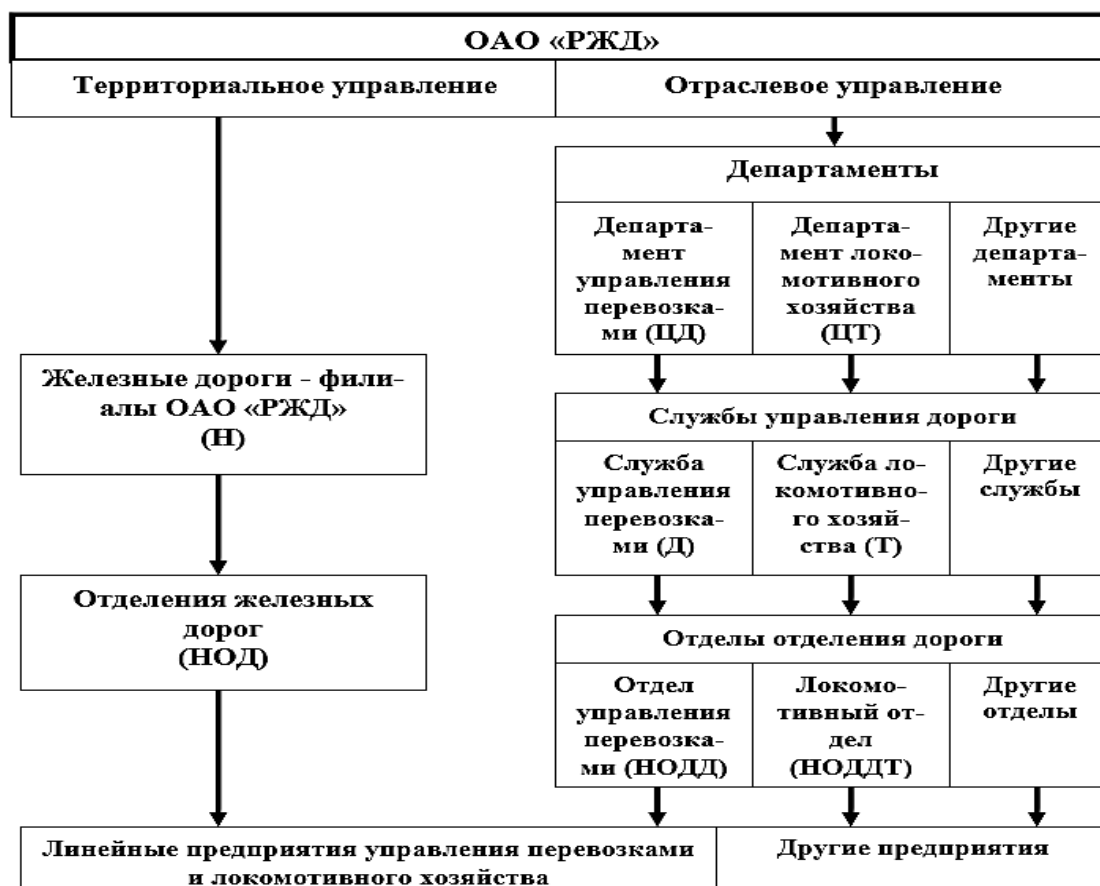 ОАО «РЖД»
Территориальное управление
Отраслевое управление
Департаменты
Департа-
мент
управления
перевозка-
ми (ЦД)
Департа-
мент локо-
мотивного
хозяйства
(ЦТ)
Другие
департа-
менты
Железные дороги - фили-
алы ОАО «РЖД»
(Н)
Службы управления дороги
Служба
управления
перевозка-
ми (Д)
Служба ло-
комотивно-
го хозяй-
ства (Т)
Другие
службы
Отделения железных
дорог
(НОД)
Отделы отделения дороги
Отдел
управления
перевозка-
ми (НОДД)
Локомо-
тивный от-
дел
(НОДДТ)
Другие
отделы
Линейные предприятия управления перевозками
и локомотивного хозяйства
Другие предприятия